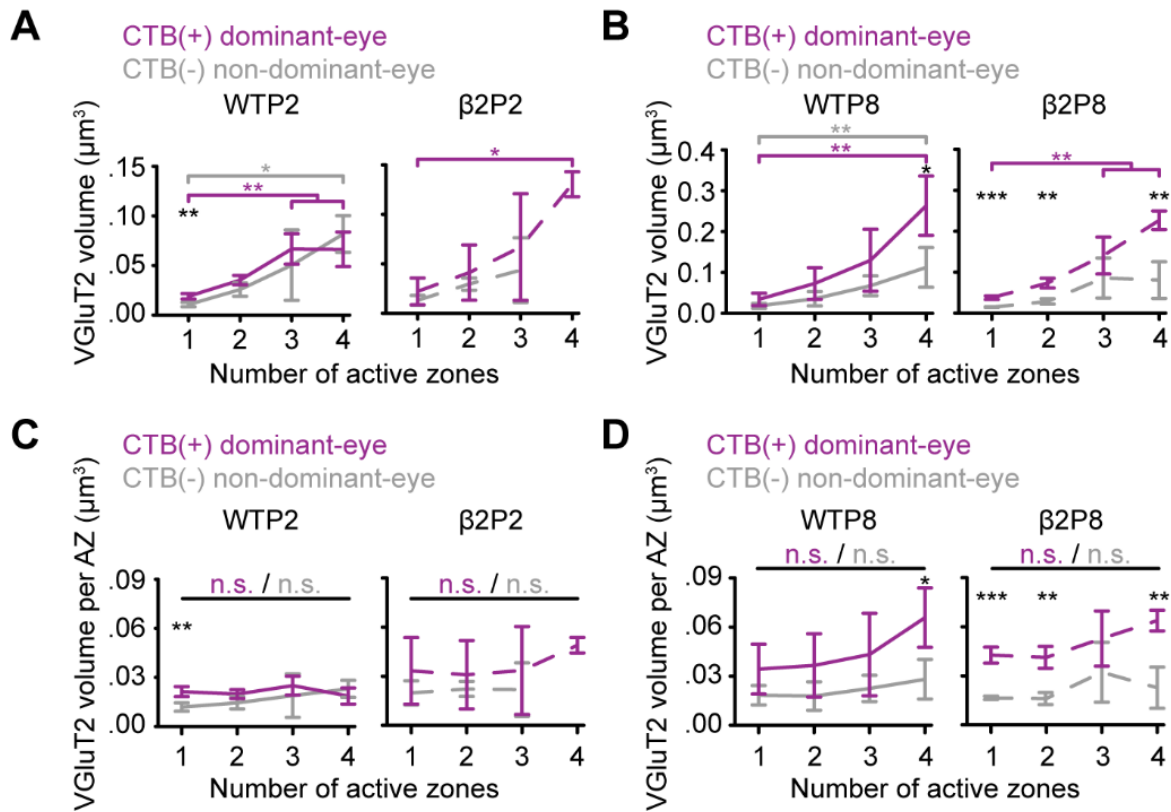 A
CTB(+) dominant-eye
CTB(-) non-dominant-eye
WTP2
β2P2
VGluT2 volume (µm³)
.15
.10
.05
.00
*
**
**
*
1 2 3 4
1 2 3 4
Number of active zones
B
CTB(+) dominant-eye
CTB(-) non-dominant-eye
WTP8
β2P8
VGluT2 volume (µm³)
0.4
0.3
0.2
0.1
0.0
**
**
*
**
*** ** **
1 2 3 4
1 2 3 4
Number of active zones
C
CTB(+) dominant-eye
CTB(-) non-dominant-eye
WTP2
β2P2
VGluT2 volume per AZ (µm³)
.09
.06
.03
.00
n.s. / n.s.
**
n.s. / n.s.
1 2 3 4
1 2 3 4
Number of active zones
D
CTB(+) dominant-eye
CTB(-) non-dominant-eye
WTP8
β2P8
VGluT2 volume per AZ (µm³)
.09
.06
.03
.00
n.s. / n.s.
*
n.s. / n.s.
*** ** **
1 2 3 4
1 2 3 4
Number of active zones